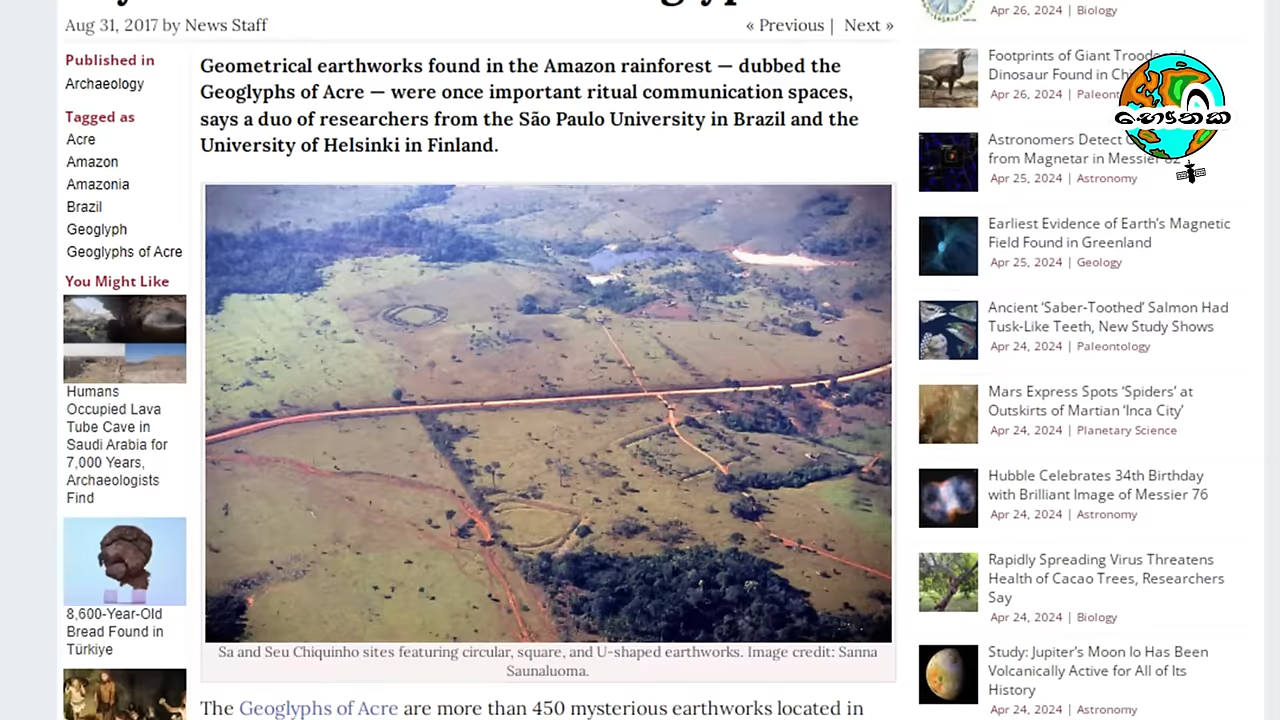 Aug 31, 2017 by News Staff
« Previous | Next »
Published in
Archaeology
Tagged as
Acre
Amazon
Amazonia
Brazil
Geoglyph
Geoglyphs of Acre
You Might Like
Humans
Occupied Lava
Tube Cave in
Saudi Arabia for
7,000 Years,
Archaeologists
Find
8,600-Year-Old
Bread Found in
Türkiye
Geometrical earthworks found in the Amazon rainforest — dubbed the
Geoglyphs of Acre — were once important ritual communication spaces,
says a duo of researchers from the São Paulo University in Brazil and the
University of Helsinki in Finland.
Sa and Seu Chiquinho sites featuring circular, square, and U-shaped earthworks. Image credit: Sanna
Saunaluoma.
The Geoglyphs of Acre are more than 450 mysterious earthworks located in
Apr 26, 2024 | Biology
Footprints of Giant
Dinosaur Found in
Apr 26, 2024 |
Astronomers Detect
from Magnetar in Messier 82
Apr 25, 2024 | Astronomy
Earliest Evidence of Earth's Magnetic
Field Found in Greenland
Apr 25, 2024 | Geology
Ancient 'Saber-Toothed' Salmon Had
Tusk-Like Teeth, New Study Shows
Apr 24, 2024 | Paleontology
Mars Express Spots 'Spiders' at
Outskirts of Martian 'Inca City'
Apr 24, 2024 | Planetary Science
Hubble Celebrates 34th Birthday
with Brilliant Image of Messier 76
Apr 24, 2024 | Astronomy
Rapidly Spreading Virus Threatens
Health of Cacao Trees, Researchers
Say
Apr 24, 2024 | Biology
Study: Jupiter's Moon Io Has Been
Volcanically Active for All of Its
History
Apr 24, 2024 | Astronomy